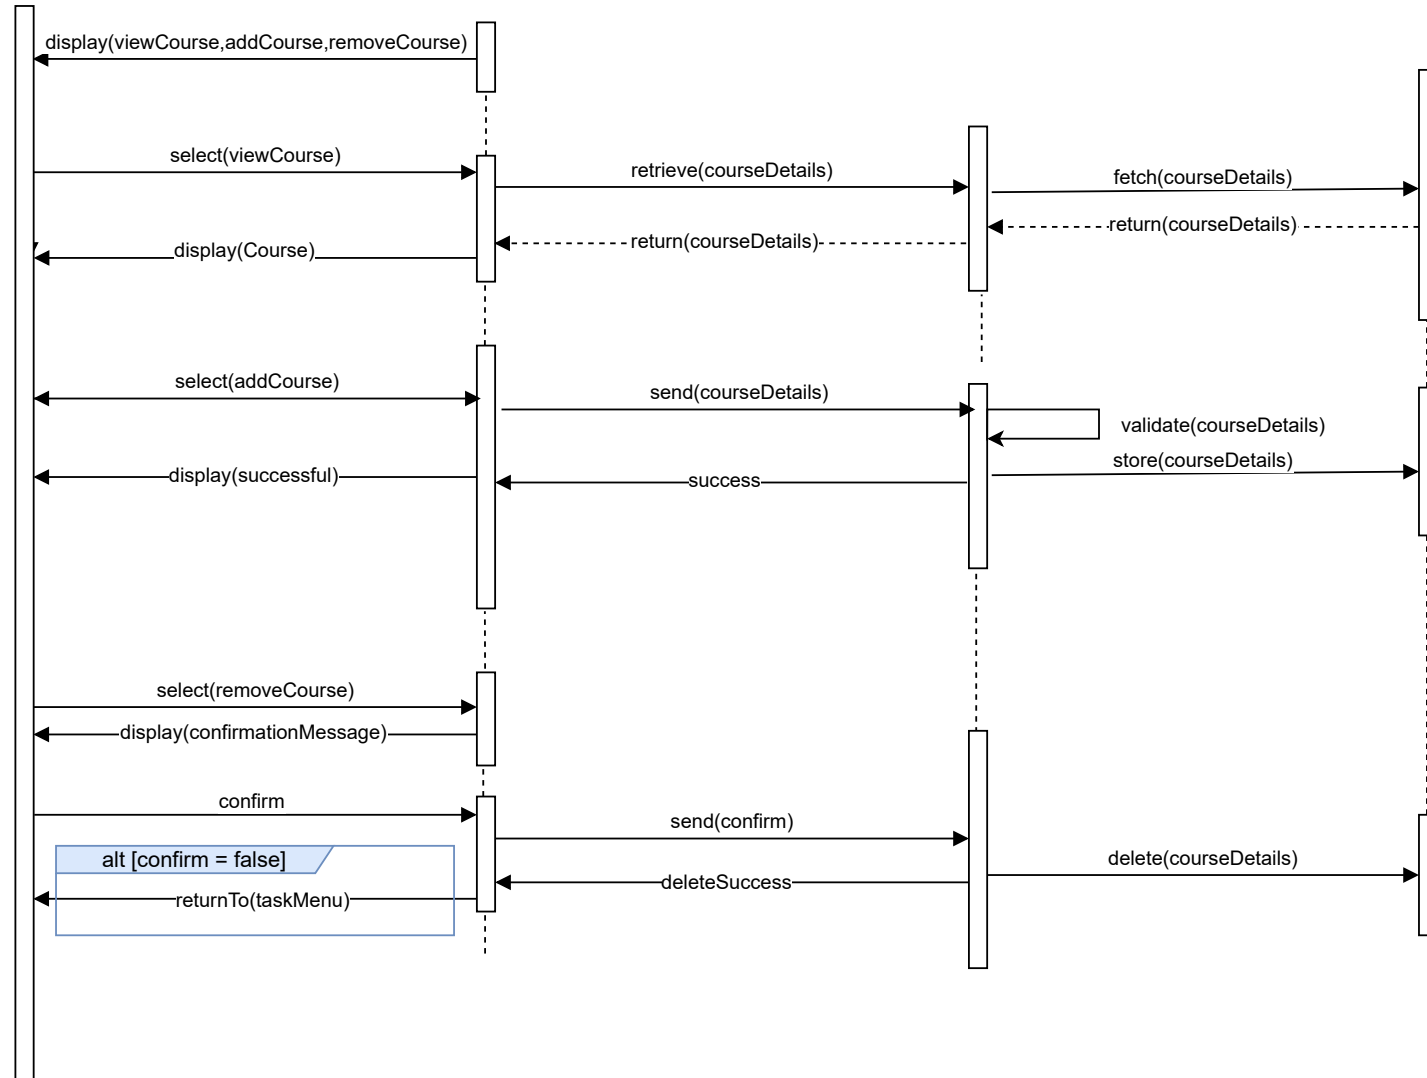 display(viewCourse,addCourse,removeCourse)
select(viewCourse)
retrieve(courseDetails)
fetch(courseDetails)
return(courseDetails)
return(courseDetails)
display(Course)
select(addCourse)
send(courseDetails)
validate(courseDetails)
store(courseDetails)
display(successful)
success
select(removeCourse)
display(confirmationMessage)
confirm
send(confirm)
alt [confirm = false]
delete(courseDetails)
deleteSuccess
returnTo(taskMenu)